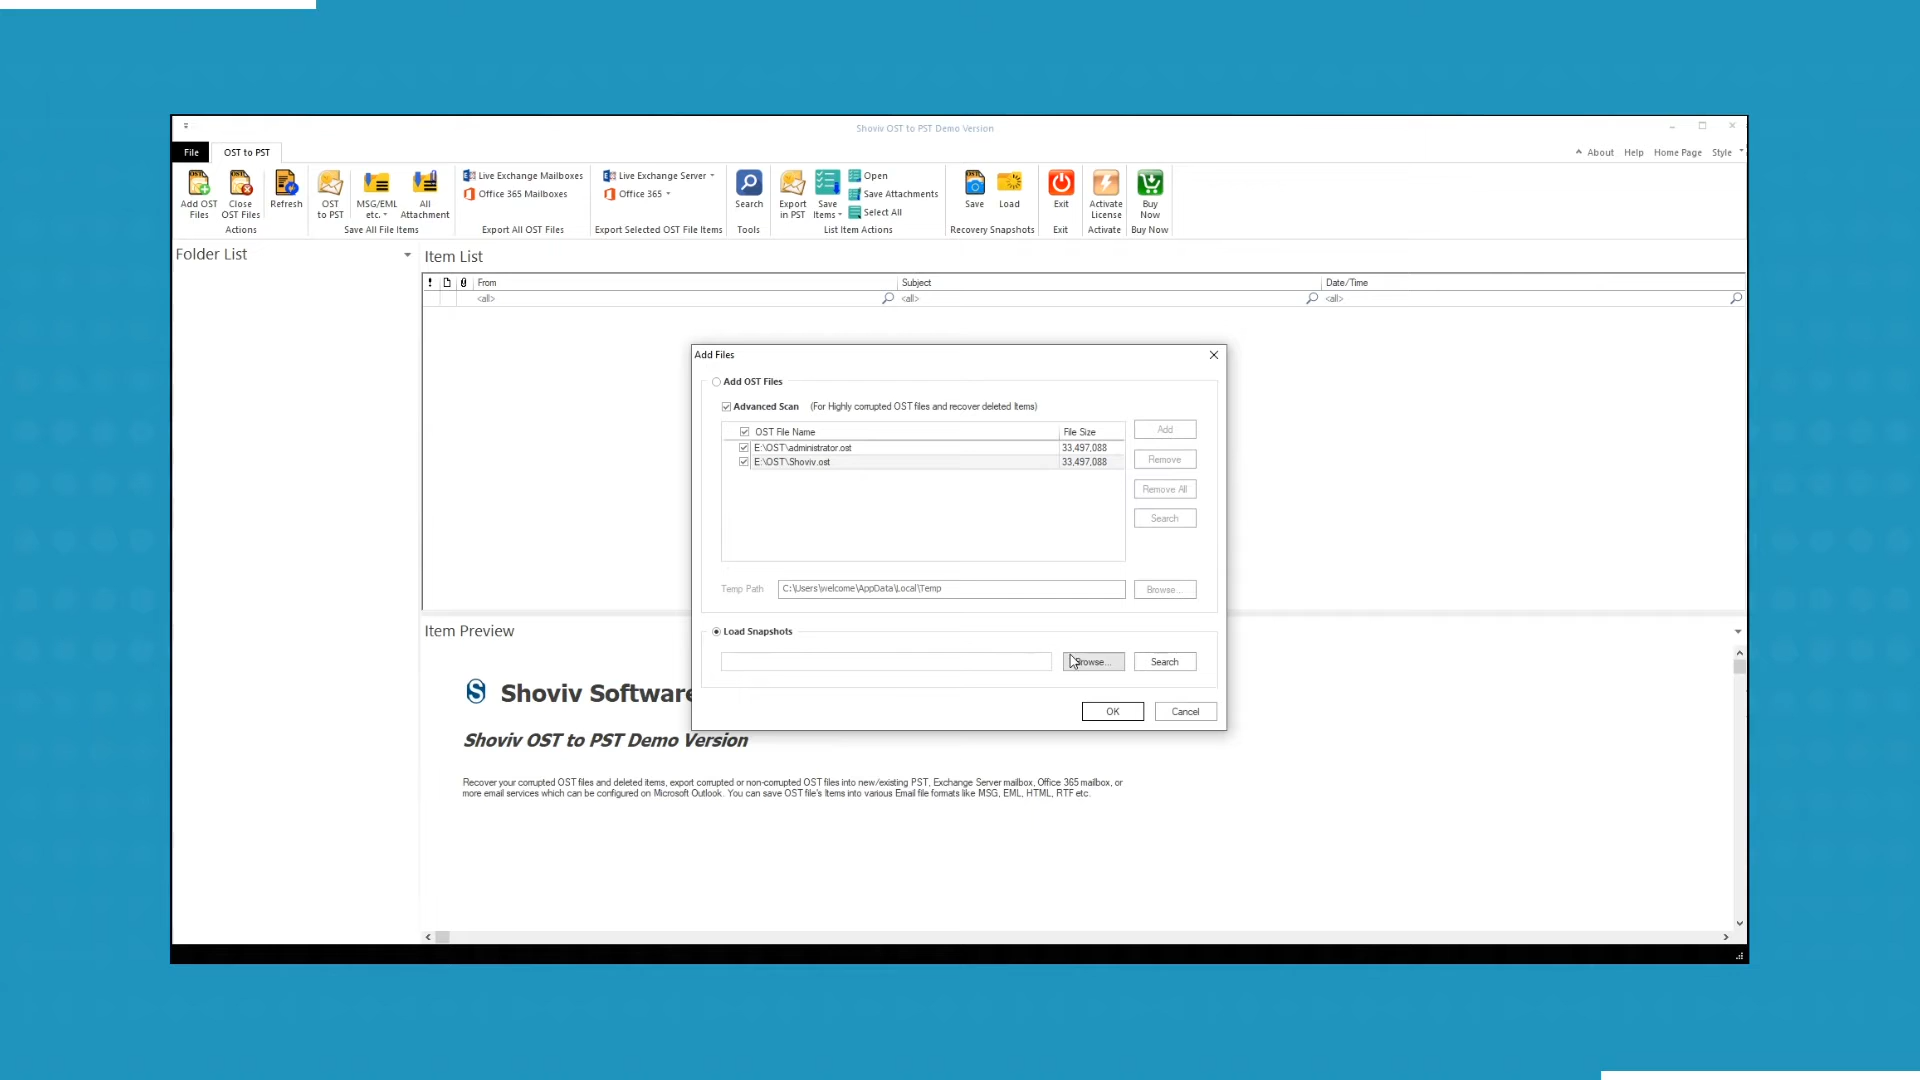 Shoviv OST to PST Demo Version
File
OST to PST
About
Help
Home Page
Style
Add OST Files
Close OST Files
Refresh
Actions
OST to PST
MSG/EML etc.
All Attachment
Save All File Items
Live Exchange Mailboxes
Office 365 Mailboxes
Export All OST Files
Live Exchange Server
Office 365
Export Selected OST File Items
Search
Tools
Export in PST
Save Items
Open
Save Attachments
Select All
List Item Actions
Save
Load
Recovery Snapshots
Exit
Exit
Activate License
Activate
Buy Now
Buy Now
Folder List
Item List
From
Subject
Date/Time
<all>
<all>
<all>
Add Files
Add OST Files
Advanced Scan (For Highly corrupted OST files and recover deleted Items)
OST File Name
File Size
E:\OST\administrator.ost
33,497,088
E:\OST\Shoviv.ost
33,497,088
Add
Remove
Remove All
Search
Temp Path
C:\Users\welcome\AppData\Local\Temp
Browse...
Load Snapshots
Browse...
Search
OK
Cancel
Item Preview
Shoviv Software
Shoviv OST to PST Demo Version
Recover your corrupted OST files and deleted items, export corrupted or non-corrupted OST files into new/existing PST, Exchange Server mailbox, Office 365 mailbox, or
more email services which can be configured on Microsoft Outlook. You can save OST file's Items into various Email file formats like MSG, EML, HTML, RTF etc.